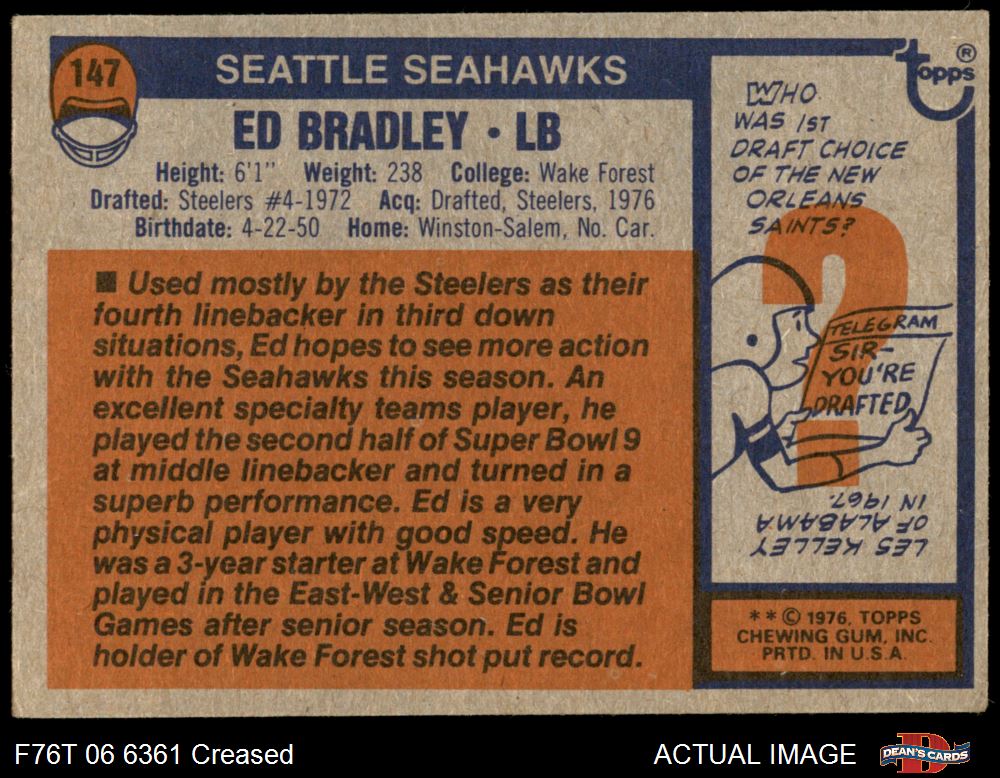 147
SEATTLE SEAHAWKS
ED BRADLEY • LB
Height: 6'1" Weight: 238 College: Wake Forest
Drafted: Steelers #4-1972 Acq: Drafted, Steelers, 1976
Birthdate: 4-22-50 Home: Winston-Salem, No. Car.
■ Used mostly by the Steelers as their
fourth linebacker in third down
situations, Ed hopes to see more action
with the Seahawks this season. An
excellent specialty teams player, he
played the second half of Super Bowl 9
at middle linebacker and turned in a
superb performance. Ed is a very
physical player with good speed. He
was a 3-year starter at Wake Forest and
played in the East-West & Senior Bowl
Games after senior season. Ed is
holder of Wake Forest shot put record.
topps®
WHO
WAS 1ST
DRAFT CHOICE
OF THE NEW
ORLEANS
SAINTS?
?
TELEGRAM
SIR-
YOU'RE
DRAFTED
LES KELLEY
OF ALABAMA
IN 1967.
**© 1976, TOPPS
CHEWING GUM, INC.
PRTD. IN U.S.A.
F76T 06 6361 Creased
ACTUAL IMAGE
DEAN'S CARDS